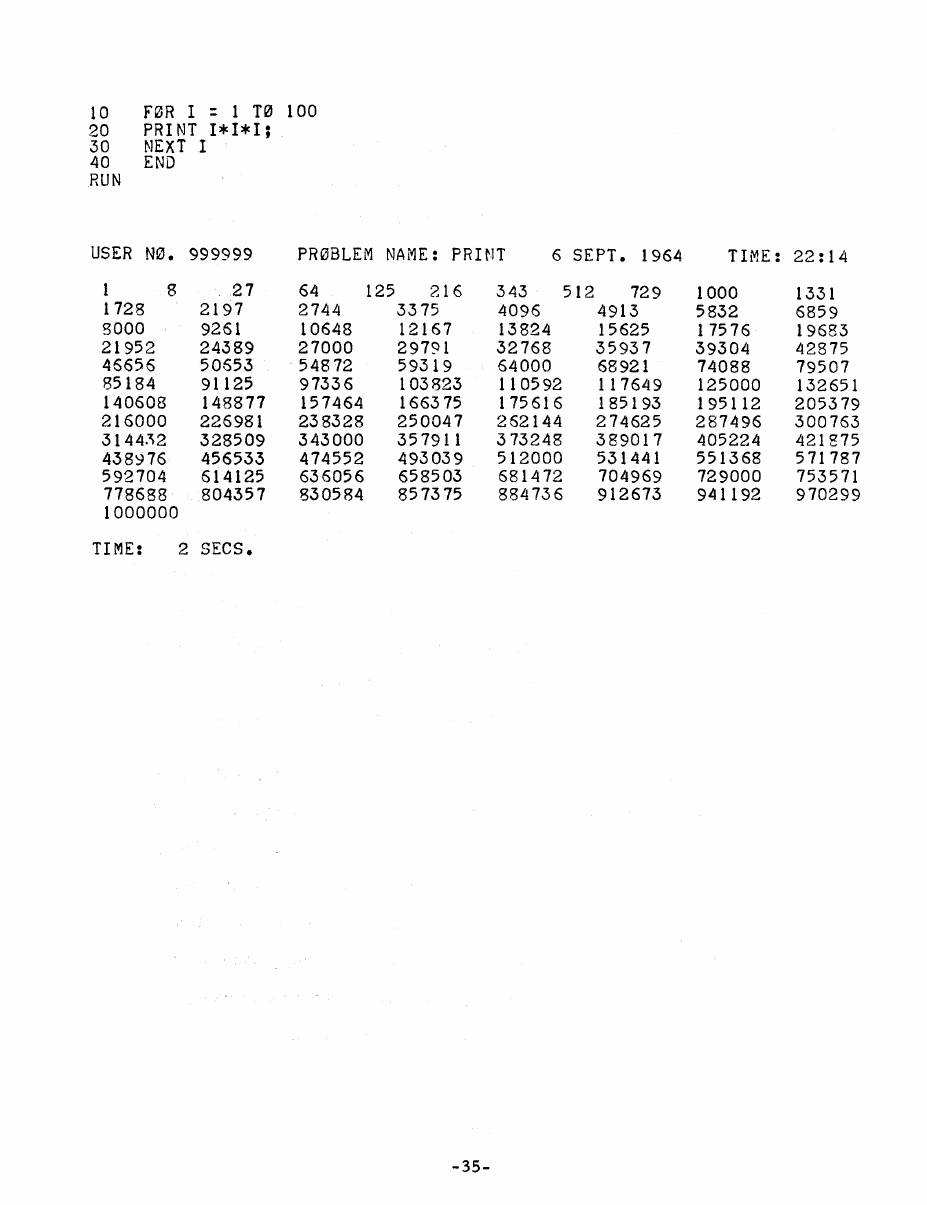 10 FØR I = 1 TØ 100
20 PRINT I*I*I;
30 NEXT I
40 END
RUN
USER NØ. 999999 PRØBLEM NAME: PRINT 6 SEPT. 1964 TIME: 22:14
1 8 27 64 125 216 343 512 729 1000 1331
1728 2197 2744 3375 4096 4913 5832 6859
8000 9261 10648 12167 13824 15625 17576 19683
21952 24389 27000 29791 32768 35937 39304 42875
46656 50653 54872 59319 64000 68921 74088 79507
85184 91125 97336 103823 110592 117649 125000 132651
140608 148877 157464 166375 175616 185193 195112 205379
216000 226981 238328 250047 262144 274625 287496 300763
314432 328509 343000 357911 373248 389017 405224 421875
438976 456533 474552 493039 512000 531441 551368 571787
592704 614125 636056 658503 681472 704969 729000 753571
778688 804357 830584 857375 884736 912673 941192 970299
1000000
TIME: 2 SECS.
-35-